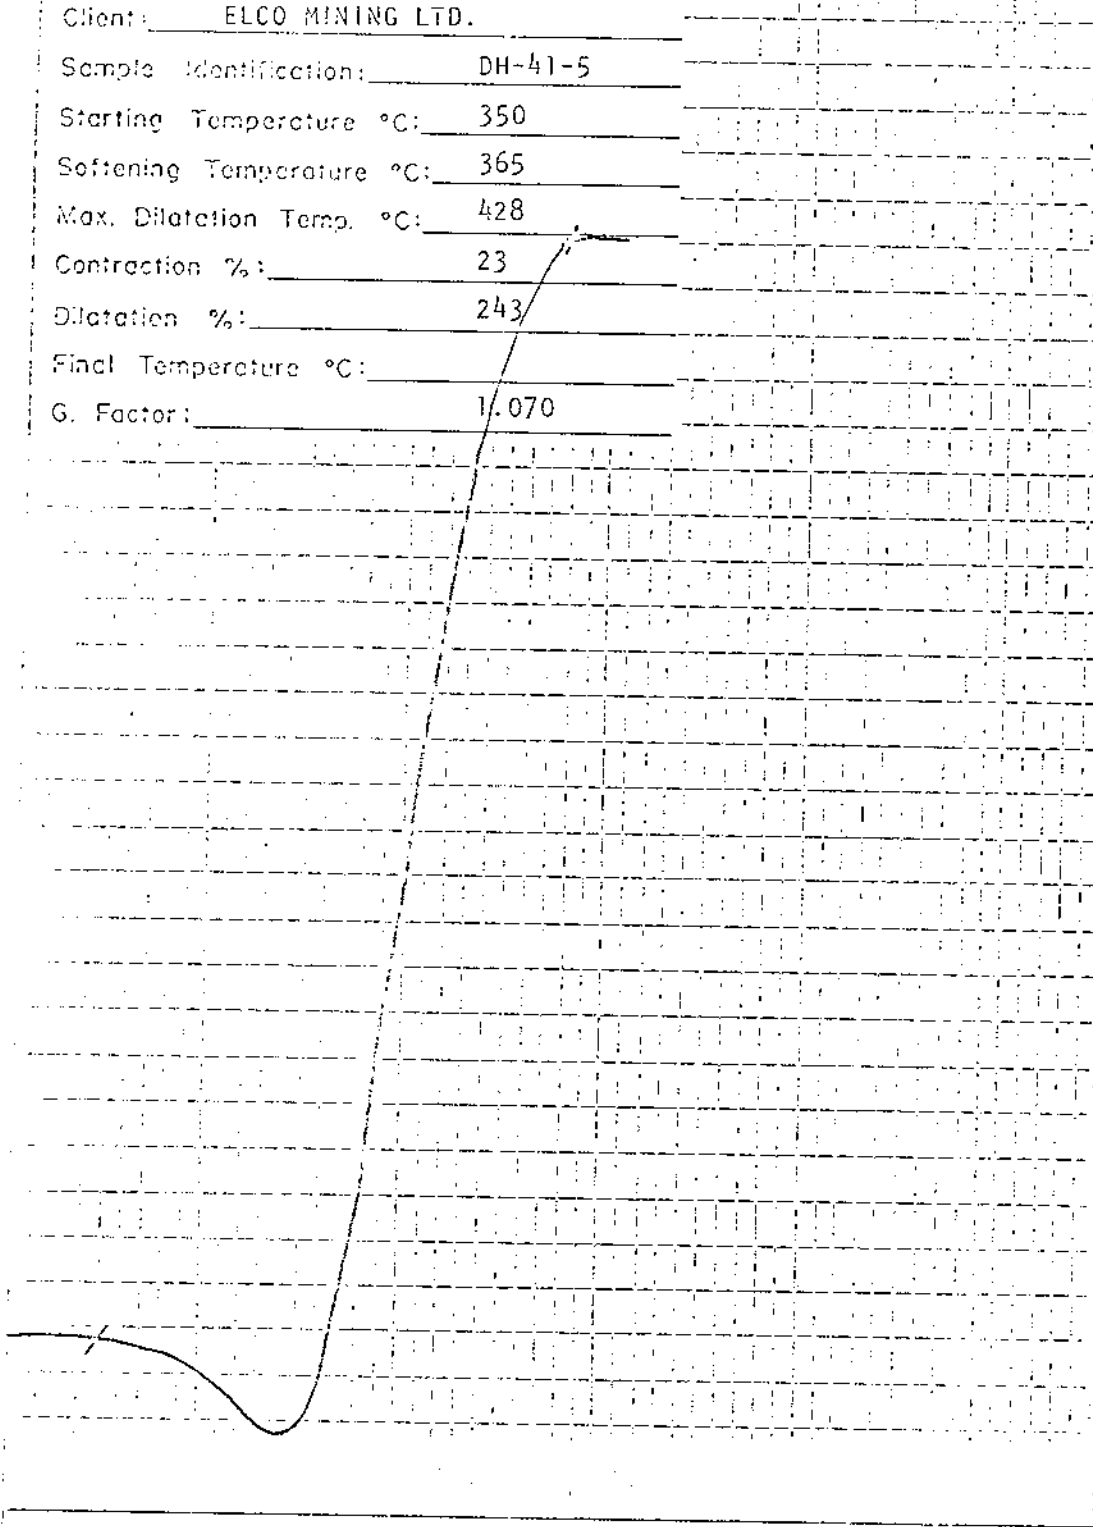 Client: ELCO MINING LTD.
Sample Identification: DH-41-5
Starting Temperature °C: 350
Softening Temperature °C: 365
Max. Dilatation Temp. °C: 428
Contraction %: 23
Dilatation %: 243
Final Temperature °C:
G. Factor: 1.070